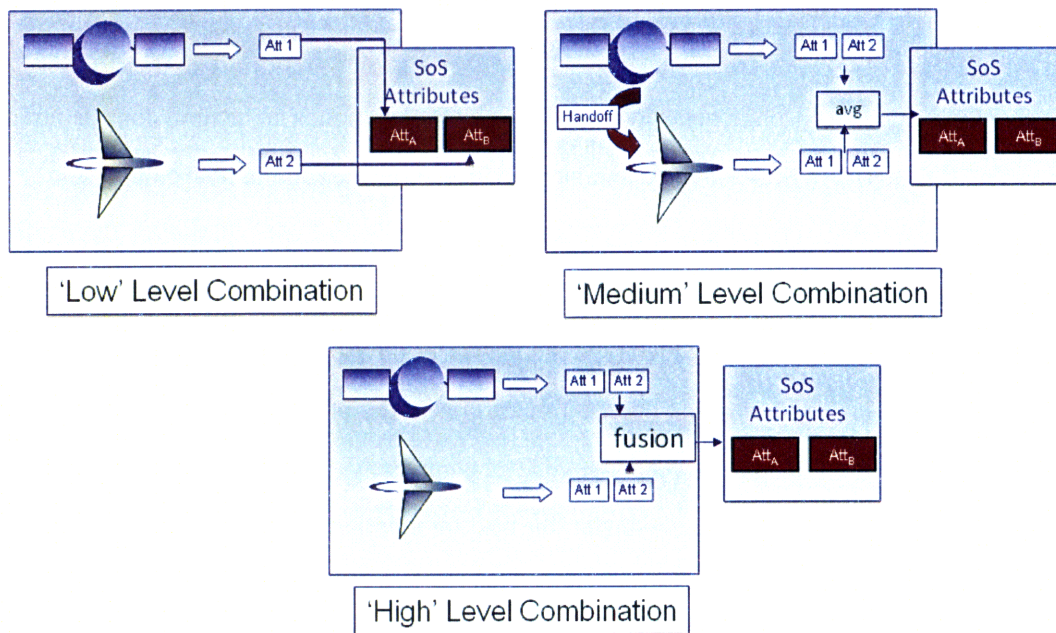 Att 1
SoS
Attributes
Att_A Att_B
Att 2
'Low' Level Combination
Att 1 Att 2
Handoff
avg
Att 1 Att 2
SoS
Attributes
Att_A Att_B
'Medium' Level Combination
Att 1 Att 2
fusion
Att 1 Att 2
SoS
Attributes
Att_A Att_B
'High' Level Combination